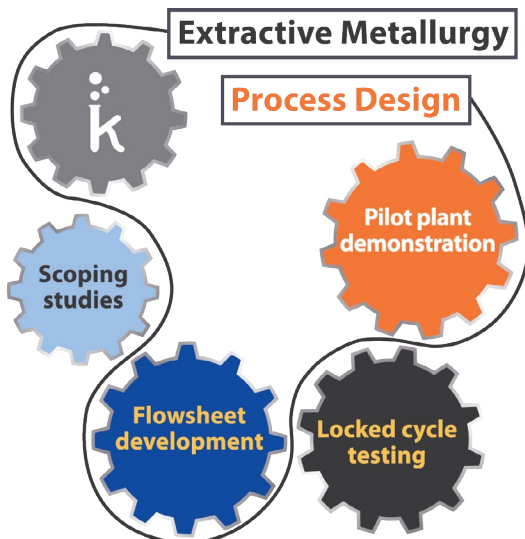 Extractive Metallurgy
Process Design
k
Pilot plant
demonstration
Scoping
studies
Flowsheet
development
Locked cycle
testing